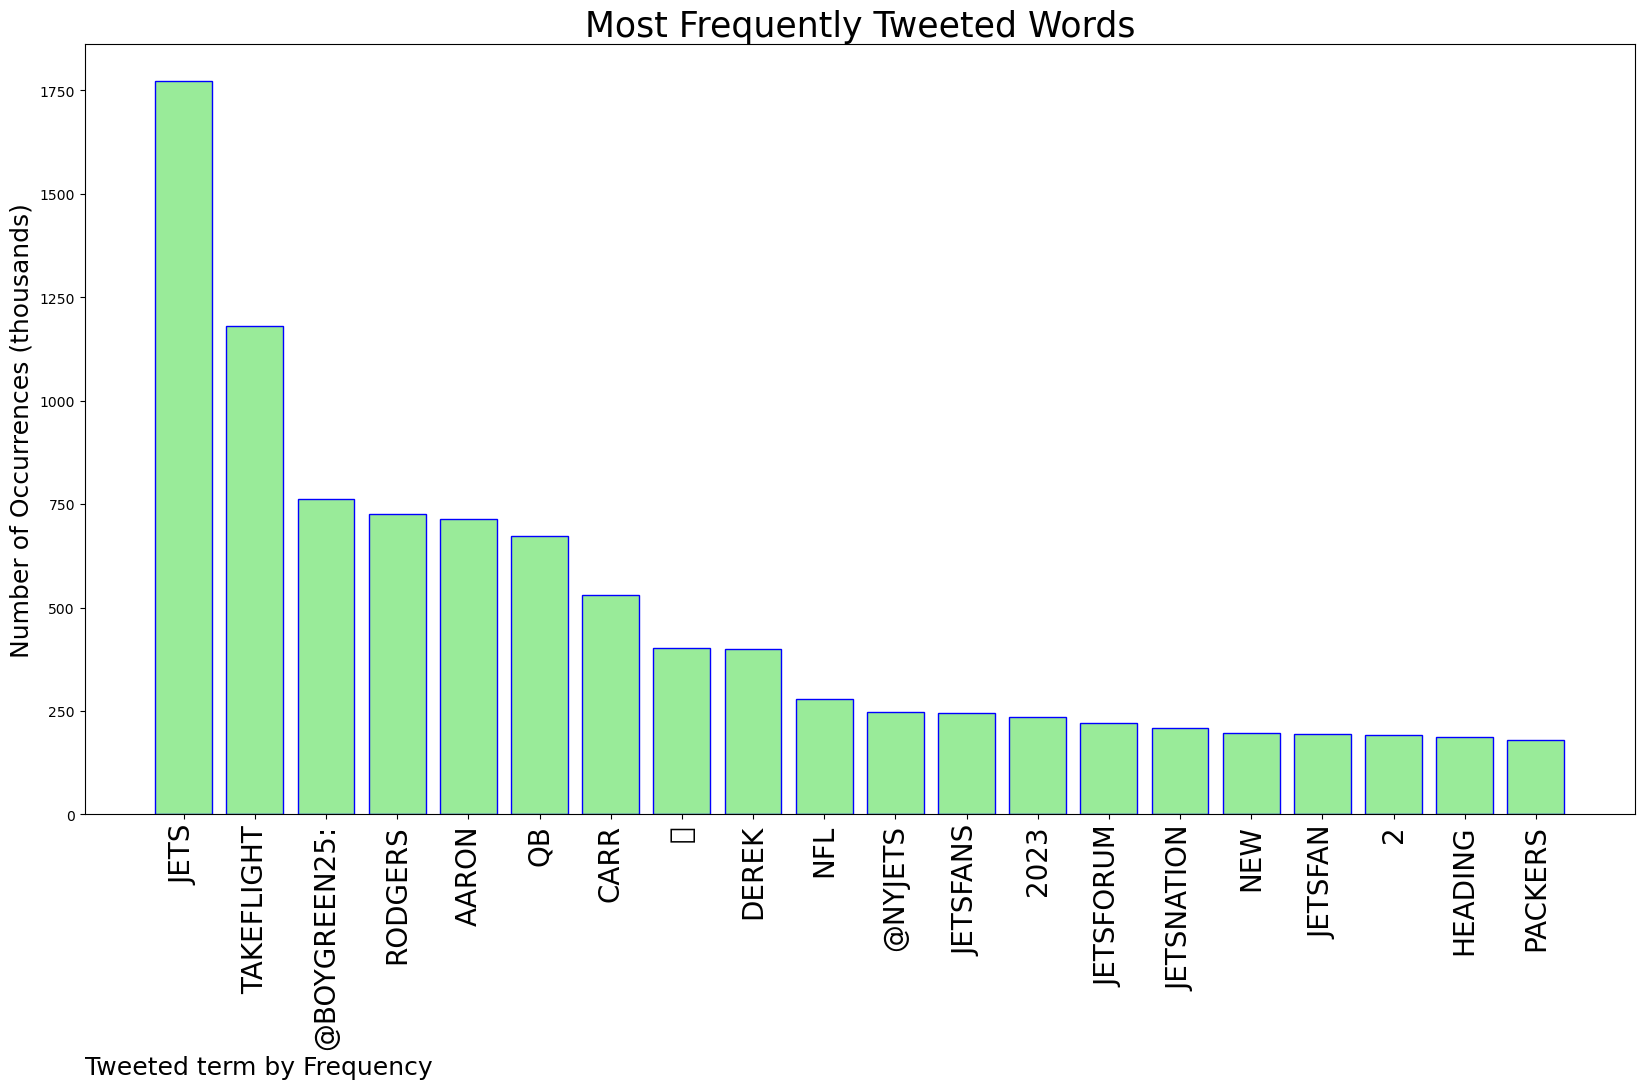 Most Frequently Tweeted Words
Number of Occurrences (thousands)
1750
1500
1250
1000
750
500
250
0
JETS
TAKEFLIGHT
@BOYGREEN25:
RODGERS
AARON
QB
CARR
DEREK
NFL
@NYJETS
JETSFANS
2023
JETSFORUM
JETSNATION
NEW
JETSFAN
2
HEADING
PACKERS
Tweeted term by Frequency